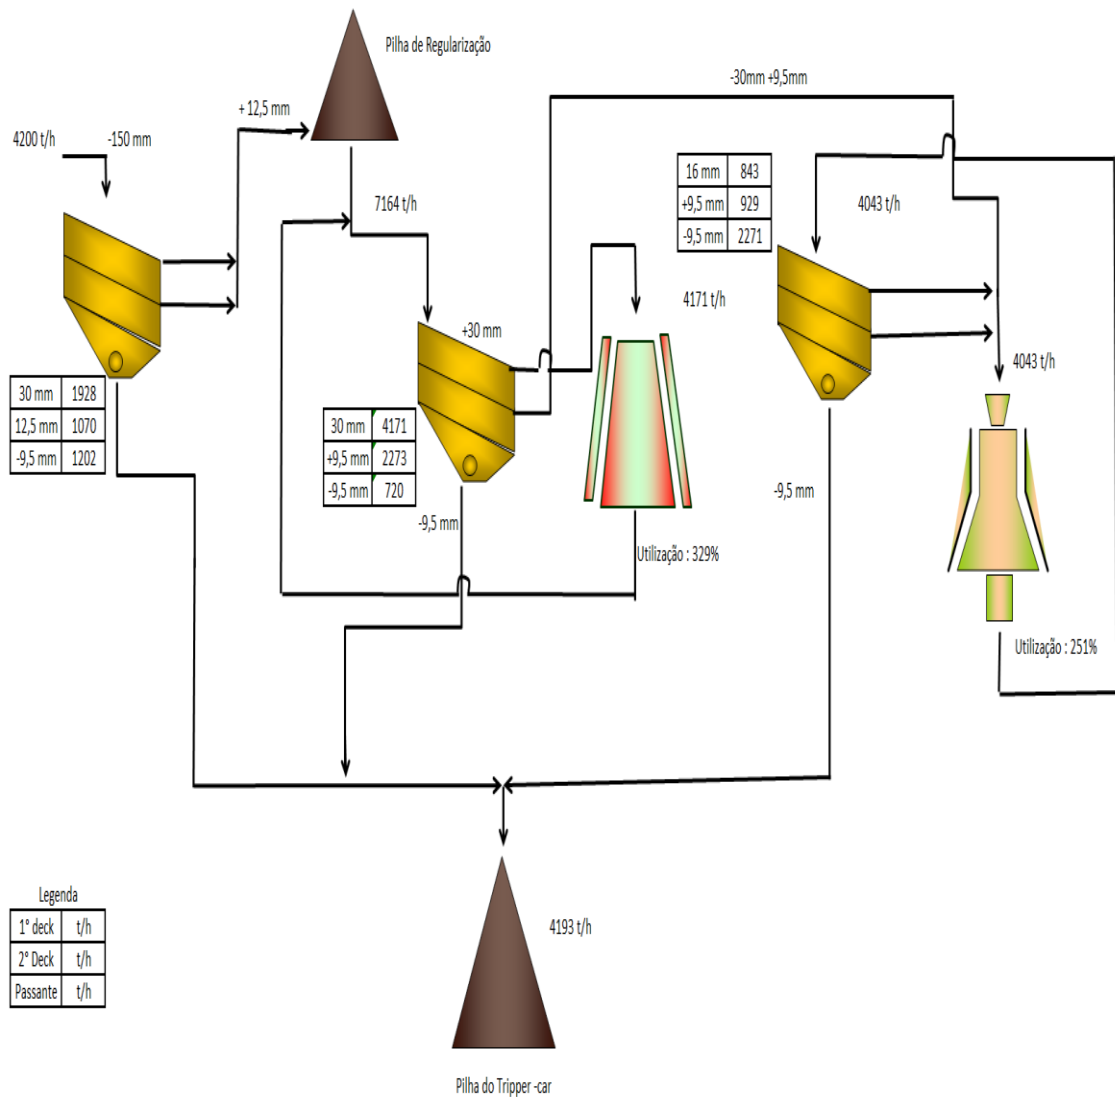 Pilha de Regularização
-30mm +9,5mm
+ 12,5 mm
4200 t/h
-150 mm
16 mm 843
+9,5 mm 929
-9,5 mm 2271
7164 t/h
4043 t/h
4171 t/h
+30 mm
4043 t/h
30 mm 1928
12,5 mm 1070
-9,5 mm 1202
30 mm 4171
+9,5 mm 2273
-9,5 mm 720
-9,5 mm
-9,5 mm
Utilização : 329%
Utilização : 251%
Legenda
1° deck t/h
2° Deck t/h
Passante t/h
4193 t/h
Pilha do Tripper -car